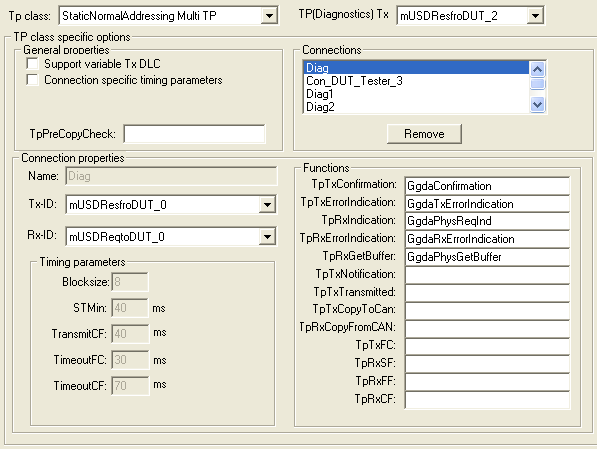 Tp class: StaticNormalAddressing Multi TP TP(Diagnostics) Tx mUSDResfroDUT_2
TP class specific options
General properties
Support variable Tx DLC
Connection specific timing parameters
TpPreCopyCheck:
Connections
Diag
Con_DUT_Tester_3
Diag1
Diag2
Remove
Connection properties
Name: Diag
Tx-ID: mUSDResfroDUT_0
Rx-ID: mUSDReqtoDUT_0
Timing parameters
Blocksize: 8
STMin: 40 ms
TransmitCF: 40 ms
TimeoutFC: 30 ms
TimeoutCF: 70 ms
Functions
TpTxConfirmation: GgdaConfirmation
TpTxErrorIndication: GgdaTxErrorIndication
TpRxIndication: GgdaPhysReqInd
TpRxErrorIndication: GgdaRxErrorIndication
TpRxGetBuffer: GgdaPhysGetBuffer
TpTxNotification:
TpTxTransmitted:
TpTxCopyToCan:
TpRxCopyFromCAN:
TpTxFC:
TpRxSF:
TpRxFF:
TpRxCF: